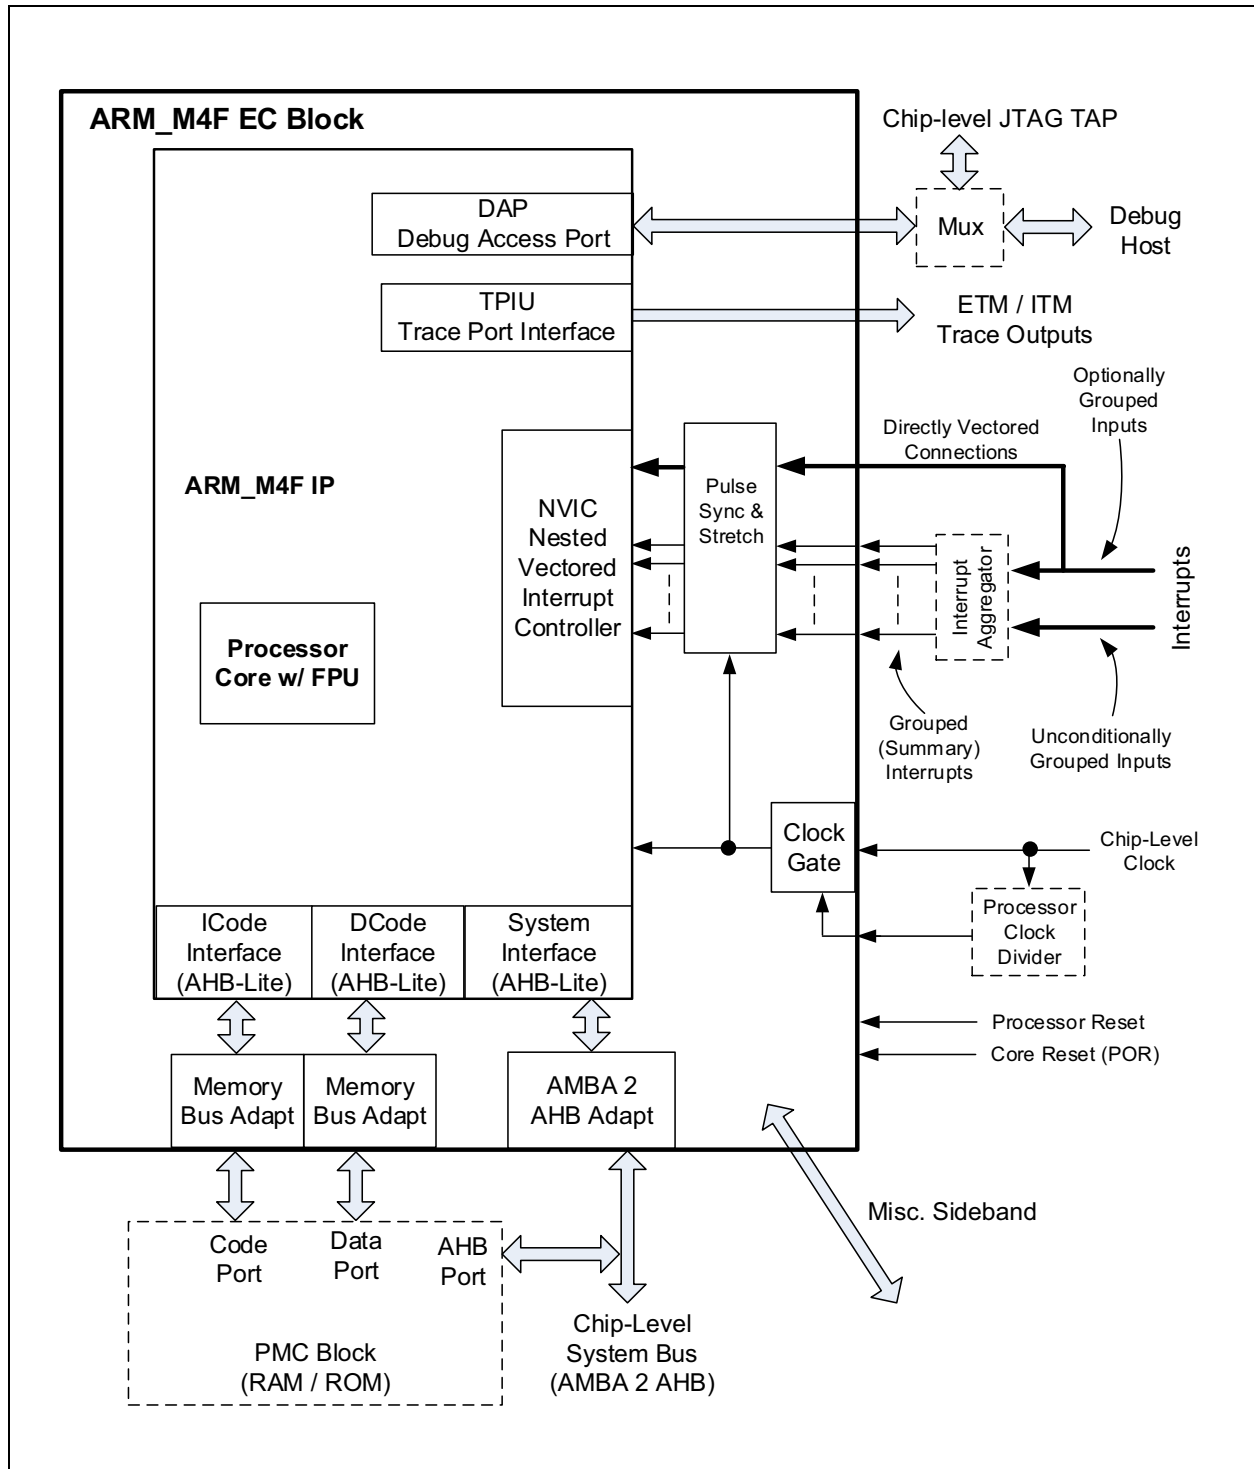 ARM_M4F EC Block
Chip-level JTAG TAP
DAP
Debug Access Port
Mux
Debug
Host
TPIU
Trace Port Interface
ETM / ITM
Trace Outputs
Optionally
Grouped
Inputs
Directly Vectored
Connections
ARM_M4F IP
NVIC
Nested
Vectored
Interrupt
Controller
Pulse
Sync &
Stretch
Interrupt
Aggregator
Interrupts
Processor
Core w/ FPU
Grouped
(Summary)
Interrupts
Unconditionally
Grouped Inputs
Clock
Gate
Chip-Level
Clock
Processor
Clock
Divider
ICode
Interface
(AHB-Lite)
DCode
Interface
(AHB-Lite)
System
Interface
(AHB-Lite)
Processor Reset
Core Reset (POR)
Memory
Bus Adapt
Memory
Bus Adapt
AMBA 2
AHB Adapt
Misc. Sideband
Code
Port
Data
Port
AHB
Port
PMC Block
(RAM / ROM)
Chip-Level
System Bus
(AMBA 2 AHB)